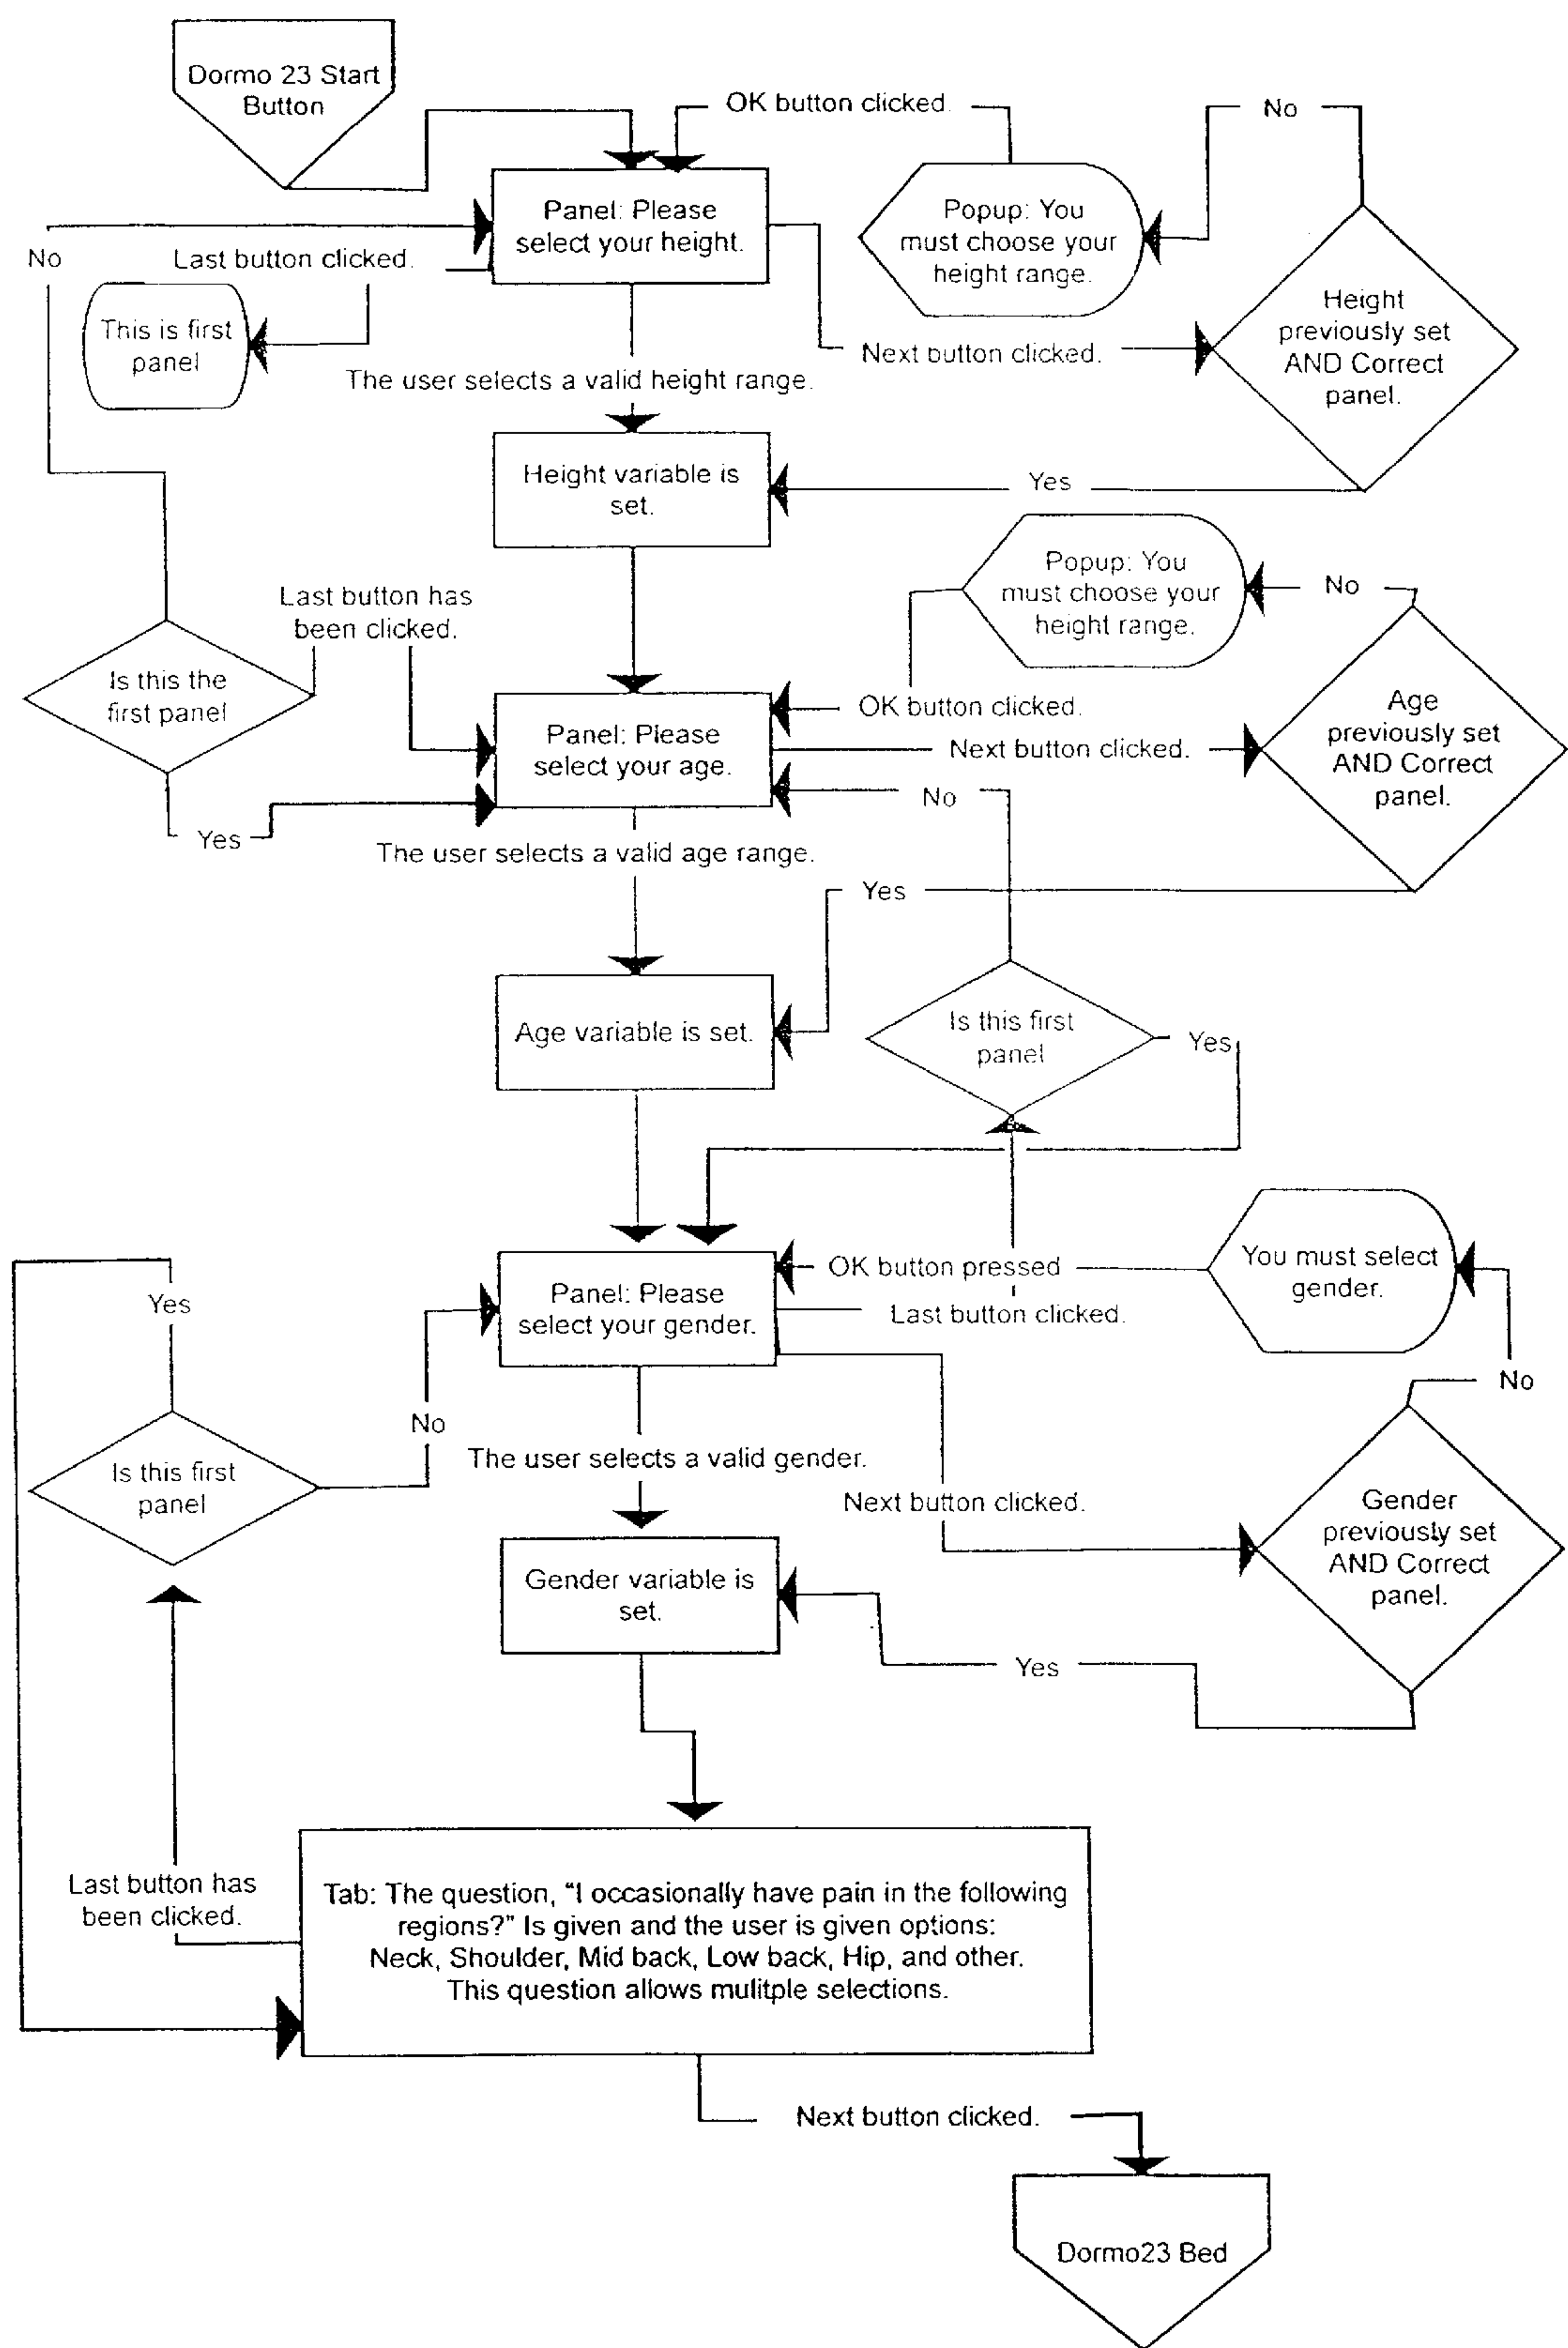 Dormo 23 Start
Button
OK button clicked.
No
Panel: Please
select your height.
Popup: You
must choose your
height range.
No
Last button clicked.
This is first
panel
Height
previously set
AND Correct
panel.
Next button clicked.
The user selects a valid height range.
Height variable is
set.
Yes
Popup: You
must choose your
height range.
No
Last button has
been clicked.
Is this the
first panel
OK button clicked.
Age
previously set
AND Correct
panel.
Panel: Please
select your age.
Next button clicked.
No
Yes
The user selects a valid age range.
Yes
Age variable is set.
Is this first
panel
Yes
You must select
gender.
OK button pressed
Yes
Panel: Please
select your gender.
Last button clicked.
No
No
The user selects a valid gender.
Is this first
panel
Next button clicked.
Gender
previously set
AND Correct
panel.
Gender variable is
set.
Yes
Last button has
been clicked.
Tab: The question, “I occasionally have pain in the following
regions?” Is given and the user is given options:
Neck, Shoulder, Mid back, Low back, Hip, and other.
This question allows mulitple selections.
Next button clicked.
Dormo23 Bed